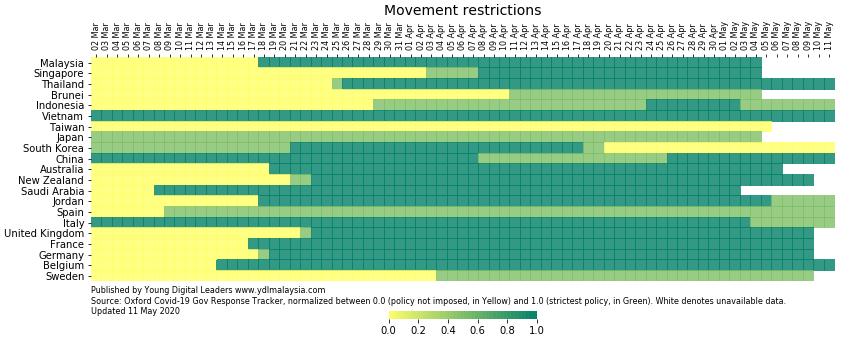 Movement restrictions
02 Mar
03 Mar
04 Mar
05 Mar
06 Mar
07 Mar
08 Mar
09 Mar
10 Mar
11 Mar
12 Mar
13 Mar
14 Mar
15 Mar
16 Mar
17 Mar
18 Mar
19 Mar
20 Mar
21 Mar
22 Mar
23 Mar
24 Mar
25 Mar
26 Mar
27 Mar
28 Mar
29 Mar
30 Mar
31 Mar
01 Apr
02 Apr
03 Apr
04 Apr
05 Apr
06 Apr
07 Apr
08 Apr
09 Apr
10 Apr
11 Apr
12 Apr
13 Apr
14 Apr
15 Apr
16 Apr
17 Apr
18 Apr
19 Apr
20 Apr
21 Apr
22 Apr
23 Apr
24 Apr
25 Apr
26 Apr
27 Apr
28 Apr
29 Apr
30 Apr
01 May
02 May
03 May
04 May
05 May
06 May
07 May
08 May
09 May
10 May
11 May
Malaysia
Singapore
Thailand
Brunei
Indonesia
Vietnam
Taiwan
Japan
South Korea
China
Australia
New Zealand
Saudi Arabia
Jordan
Spain
Italy
United Kingdom
France
Germany
Belgium
Sweden
Published by Young Digital Leaders www.ydlmalaysia.com
Source: Oxford Covid-19 Gov Response Tracker, normalized between 0.0 (policy not imposed, in Yellow) and 1.0 (strictest policy, in Green). White denotes unavailable data.
Updated 11 May 2020
0.0 0.2 0.4 0.6 0.8 1.0